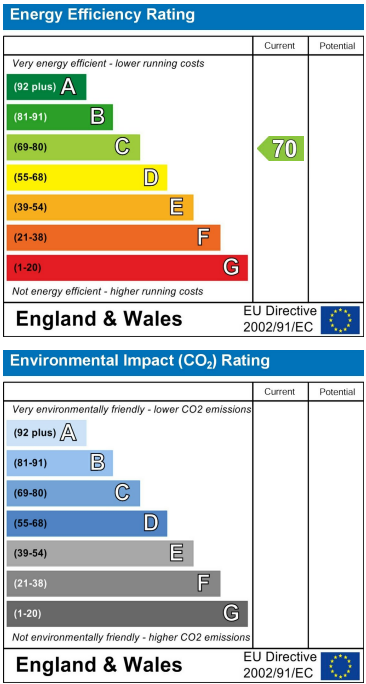 Energy Efficiency Rating
Current Potential
Very energy efficient - lower running costs
(92 plus) A
(81-91) B
(69-80) C
70
(55-68) D
(39-54) E
(21-38) F
(1-20) G
Not energy efficient - higher running costs
England & Wales
EU Directive
2002/91/EC
Environmental Impact (CO₂) Rating
Current Potential
Very environmentally friendly - lower CO2 emissions
(92 plus) A
(81-91) B
(69-80) C
(55-68) D
(39-54) E
(21-38) F
(1-20) G
Not environmentally friendly - higher CO2 emissions
England & Wales
EU Directive
2002/91/EC